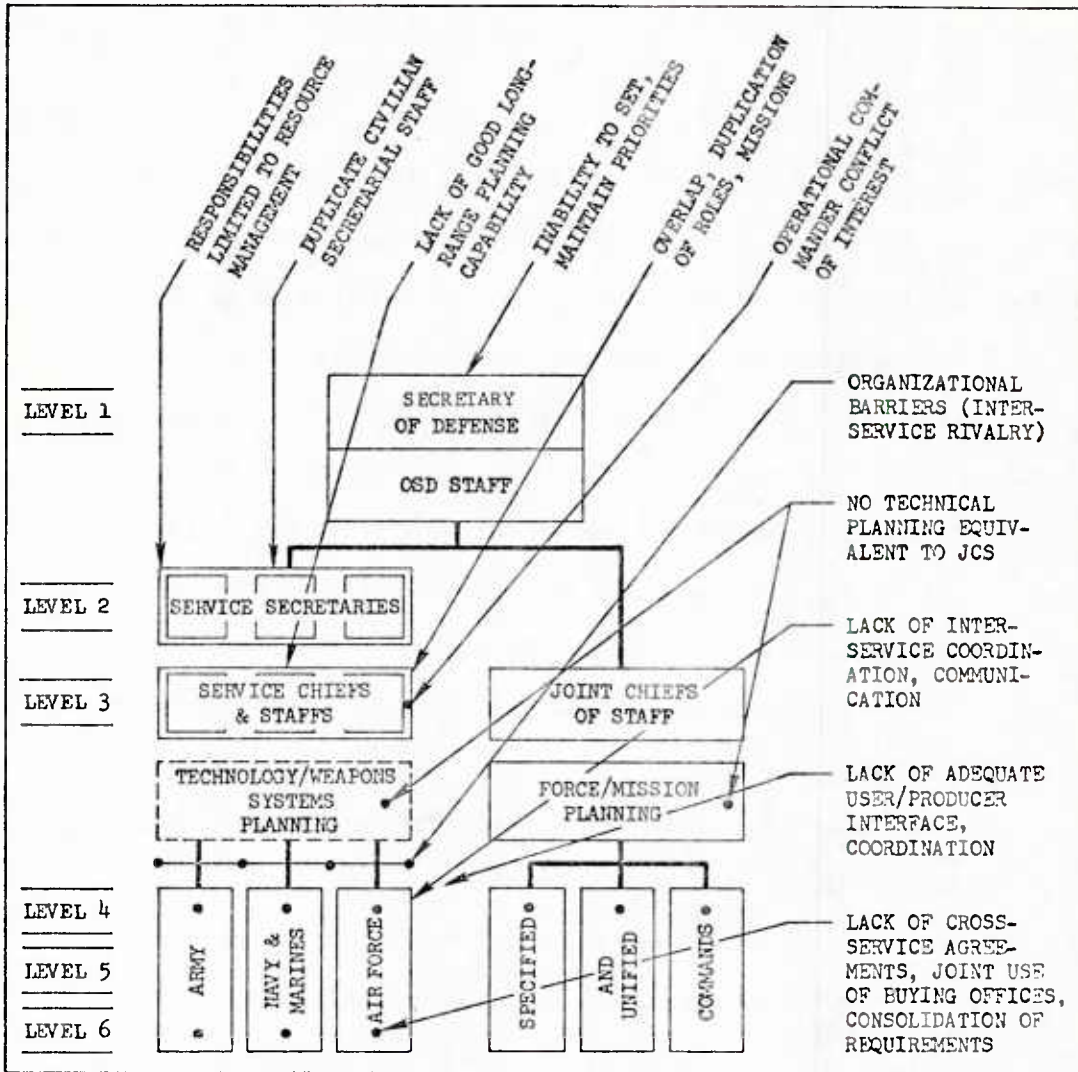 RESPONSIBILITIES
LIMITED TO RESOURCE
MANAGEMENT
DUPLICATE CIVILIAN
SECRETARIAL STAFF
LACK OF GOOD LONG-
RANGE PLANNING
CAPABILITY
INABILITY TO SET,
MAINTAIN PRIORITIES
OVERLAP, DUPLICATION
OF ROLES, MISSIONS
OPERATIONAL COM-
MANDER CONFLICT
OF INTEREST
LEVEL 1
SECRETARY
OF DEFENSE
OSD STAFF
ORGANIZATIONAL
BARRIERS (INTER-
SERVICE RIVALRY)
NO TECHNICAL
PLANNING EQUIV-
ALENT TO JCS
LEVEL 2
SERVICE SECRETARIES
LACK OF INTER-
SERVICE COORDIN-
ATION, COMMUNI-
CATION
LEVEL 3
SERVICE CHIEFS
& STAFFS
JOINT CHIEFS
OF STAFF
TECHNOLOGY/WEAPONS
SYSTEMS
PLANNING
FORCE/MISSION
PLANNING
LACK OF ADEQUATE
USER/PRODUCER
INTERFACE,
COORDINATION
LEVEL 4
LEVEL 5
LEVEL 6
ARMY
NAVY &
MARINES
AIR FORCE
SPECIFIED
AND
UNIFIED
COMMANDS
LACK OF CROSS-
SERVICE AGREE-
MENTS, JOINT USE
OF BUYING OFFICES,
CONSOLIDATION OF
REQUIREMENTS